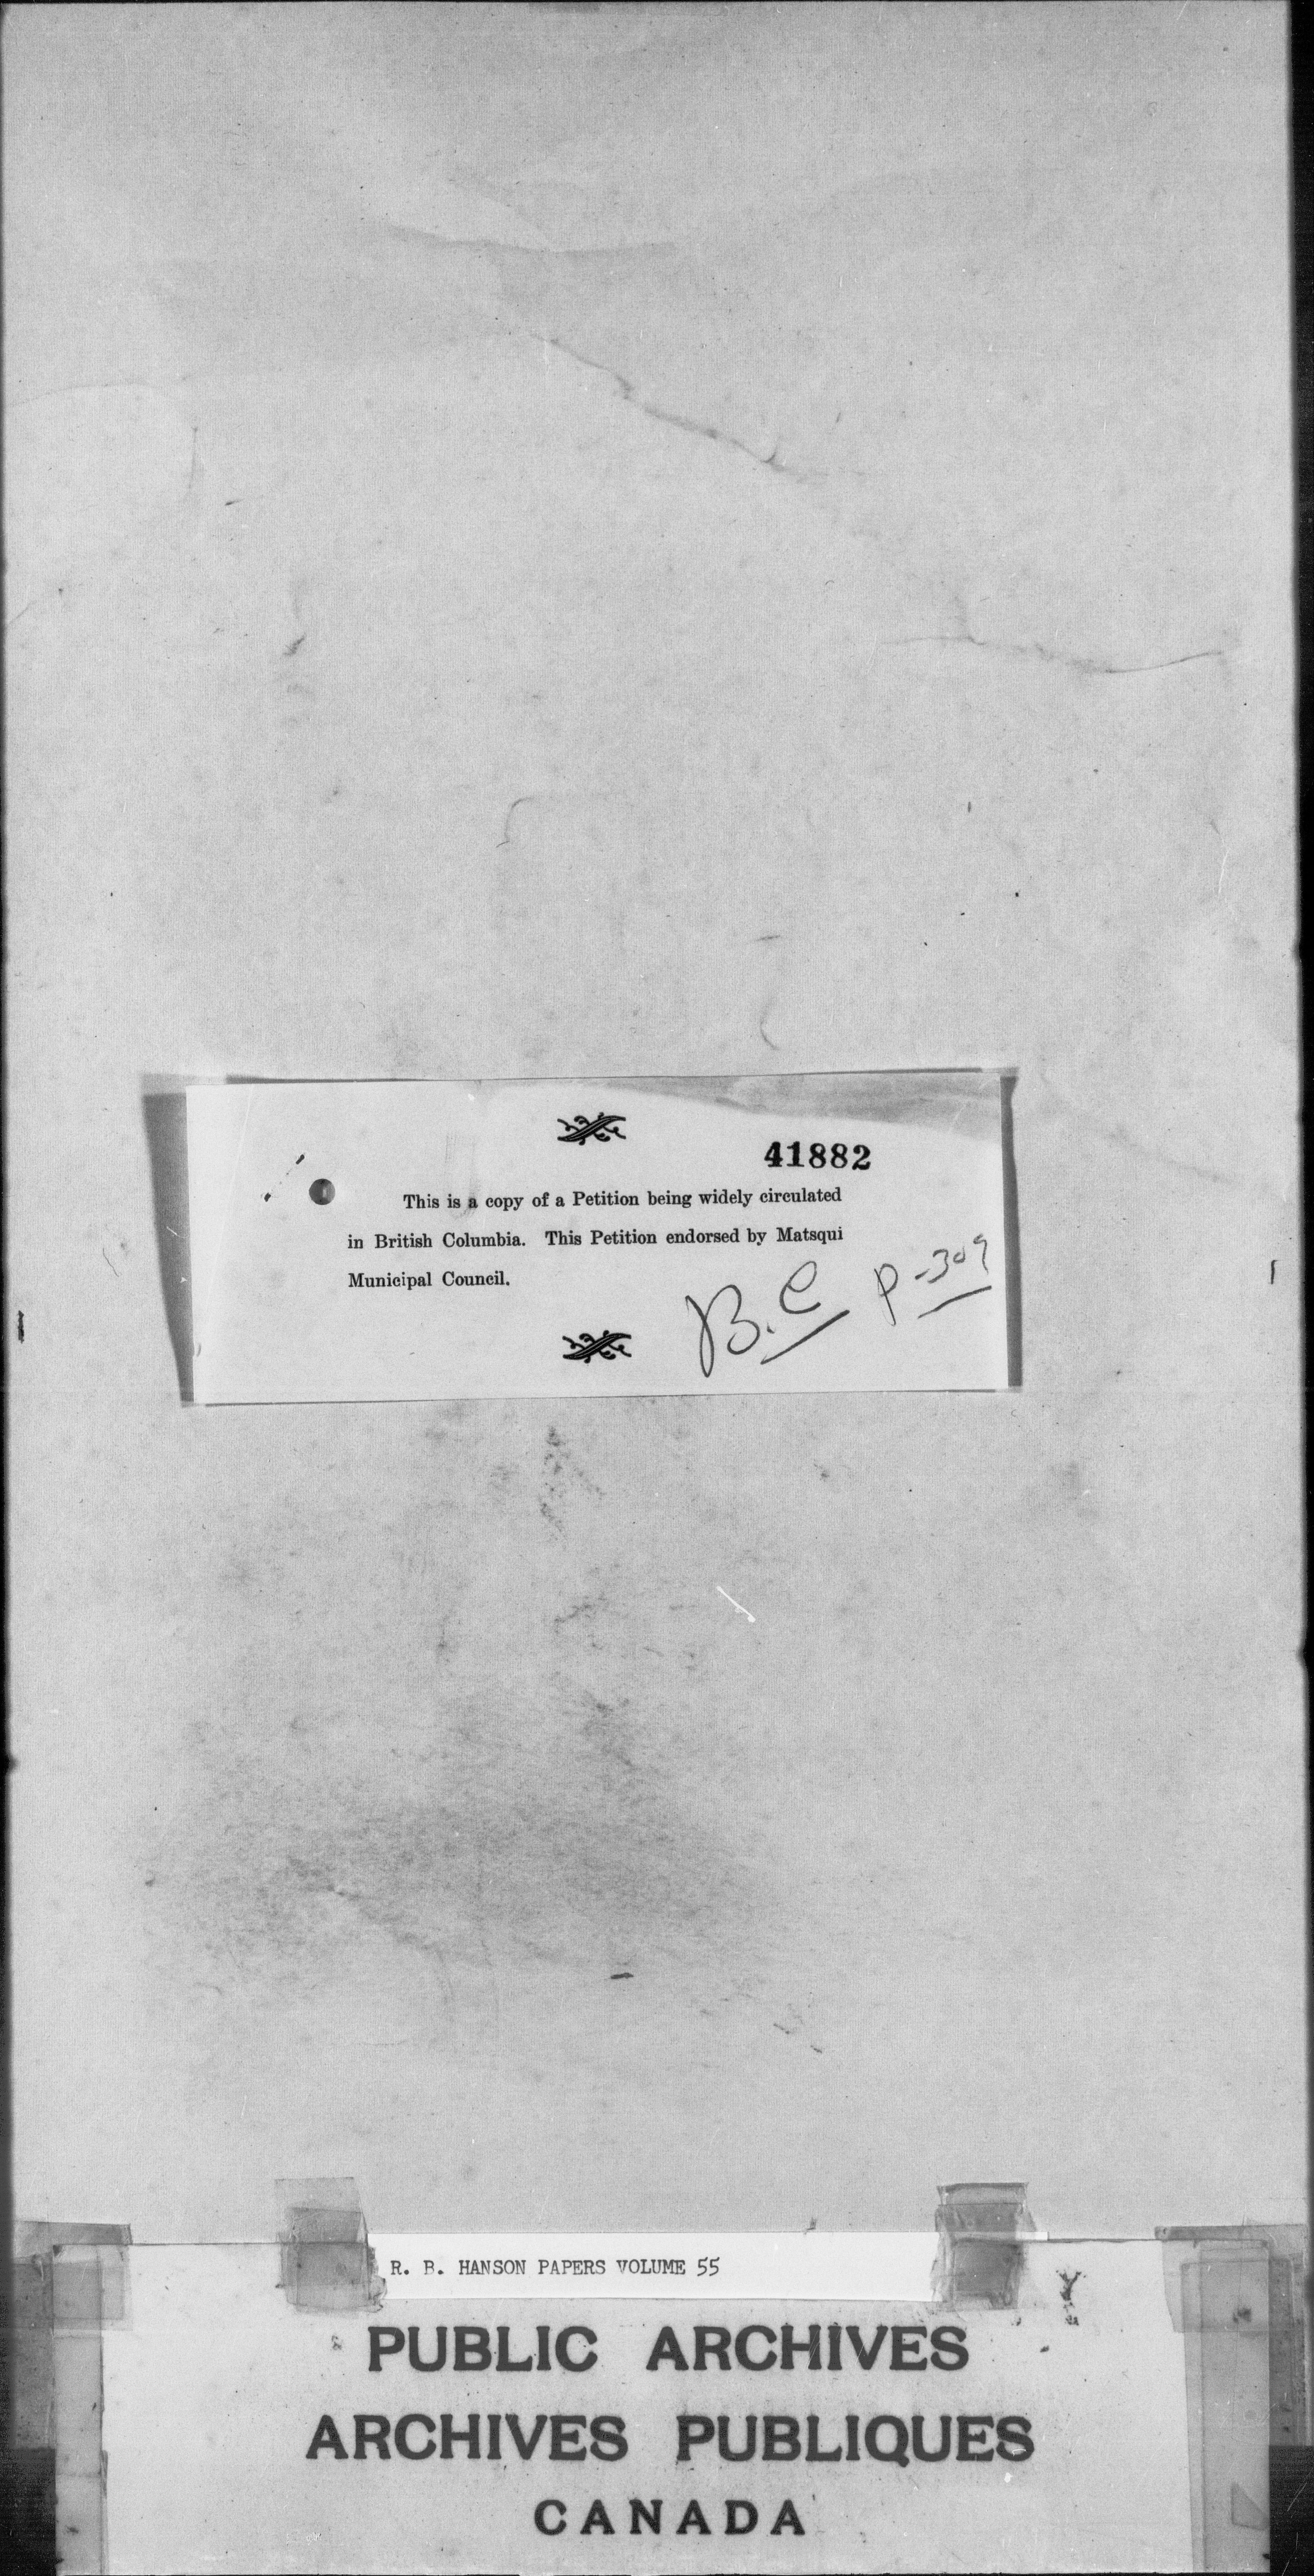 41882
This is a copy of a Petition being widely circulated
in British Columbia. This Petition endorsed by Matsqui
Municipal Council.
B.C P-309
R. B. HANSON PAPERS VOLUME 55
PUBLIC ARCHIVES
ARCHIVES PUBLIQUES
CANADA